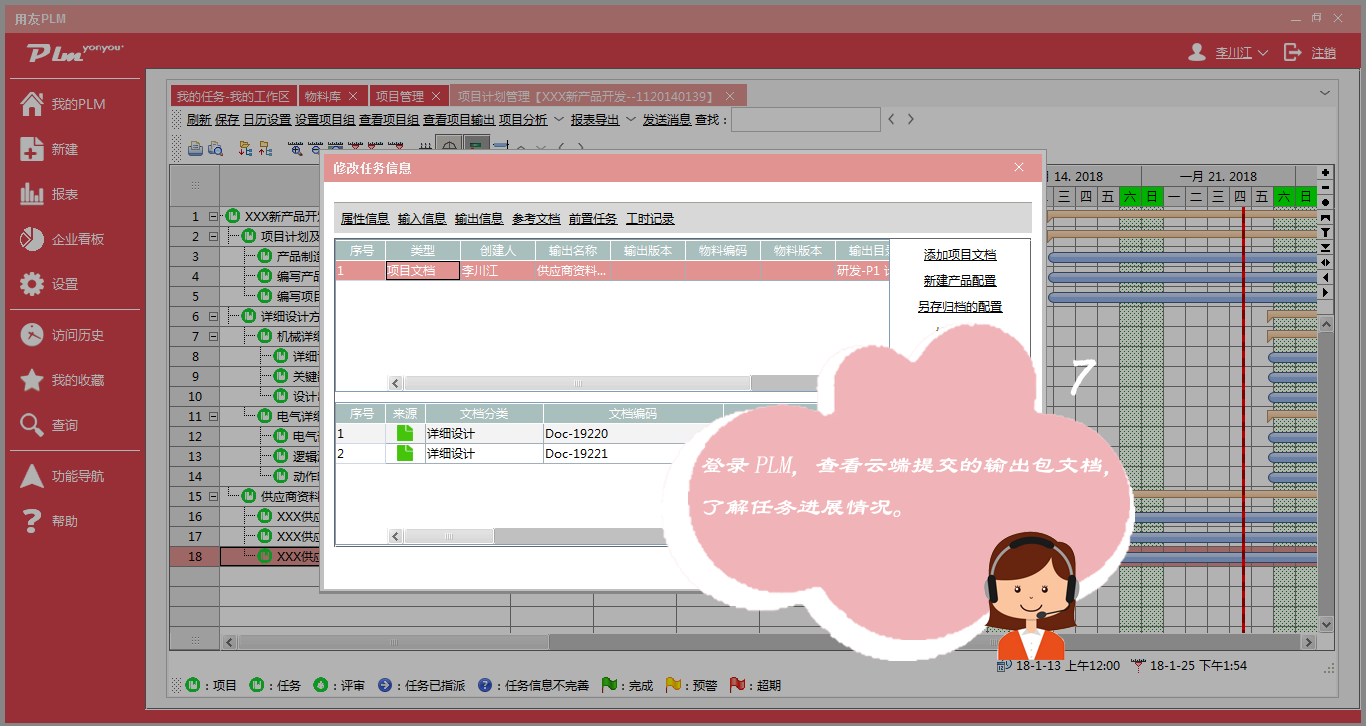 用友PLM
PLm yonyou
李川江
注销
我的PLM
新建
报表
企业看板
设置
访问历史
我的收藏
查询
功能导航
帮助
我的任务-我的工作区 物料库 项目管理 项目计划管理【XXX新产品开发--1120140139】
刷新 保存 日历设置 设置项目组 查看项目组 查看项目输出 项目分析 报表导出 发送消息 查找：
修改任务信息
属性信息 输入信息 输出信息 参考文档 前置任务 工时记录
序号 类型 创建人 输出名称 输出版本 物料编码 物料版本 输出目
1 项目文档 李川江 供应商资料... 研发-P1
添加项目文档
新建产品配置
另存归档的配置
序号 来源 文档分类 文档编码
1 详细设计 Doc-19220
2 详细设计 Doc-19221
14. 2018 一月 21. 2018
三 四 五 六 日 一 二 三 四 五 六 日
1 XXX新产品开
2 项目计划及
3 产品制造
4 编写产品
5 编写项目
6 详细设计方
7 机械详细
8 详细
9 关键
10 设计
11 电气详细
12 电气
13 逻辑
14 动作
15 供应商资料
16 XXX供应
17 XXX供应
18 XXX供应
7
登录 PLM，查看云端提交的输出包文档，
了解任务进展情况。
18-1-13 上午12:00 18-1-25 下午1:54
：项目 ：任务 ：评审 ：任务已指派 ：任务信息不完善 ：完成 ：预警 ：超期